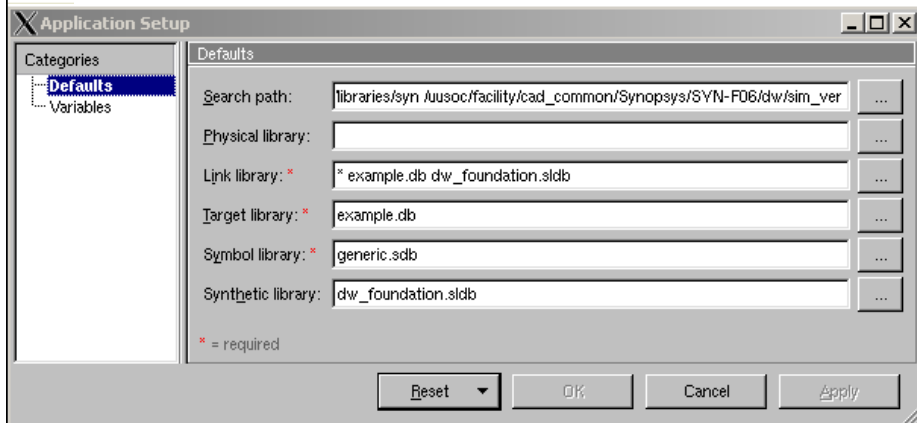 Application Setup
Categories
Defaults
Variables
Defaults
Search path: libraries/syn /uusoc/facility/cad_common/Synopsys/SYN-F06/dw/sim_ver ...
Physical library: ...
Link library: * * example.db dw_foundation.sldb ...
Target library: * example.db ...
Symbol library: * generic.sdb ...
Synthetic library: dw_foundation.sldb ...
* = required
Reset OK Cancel Apply